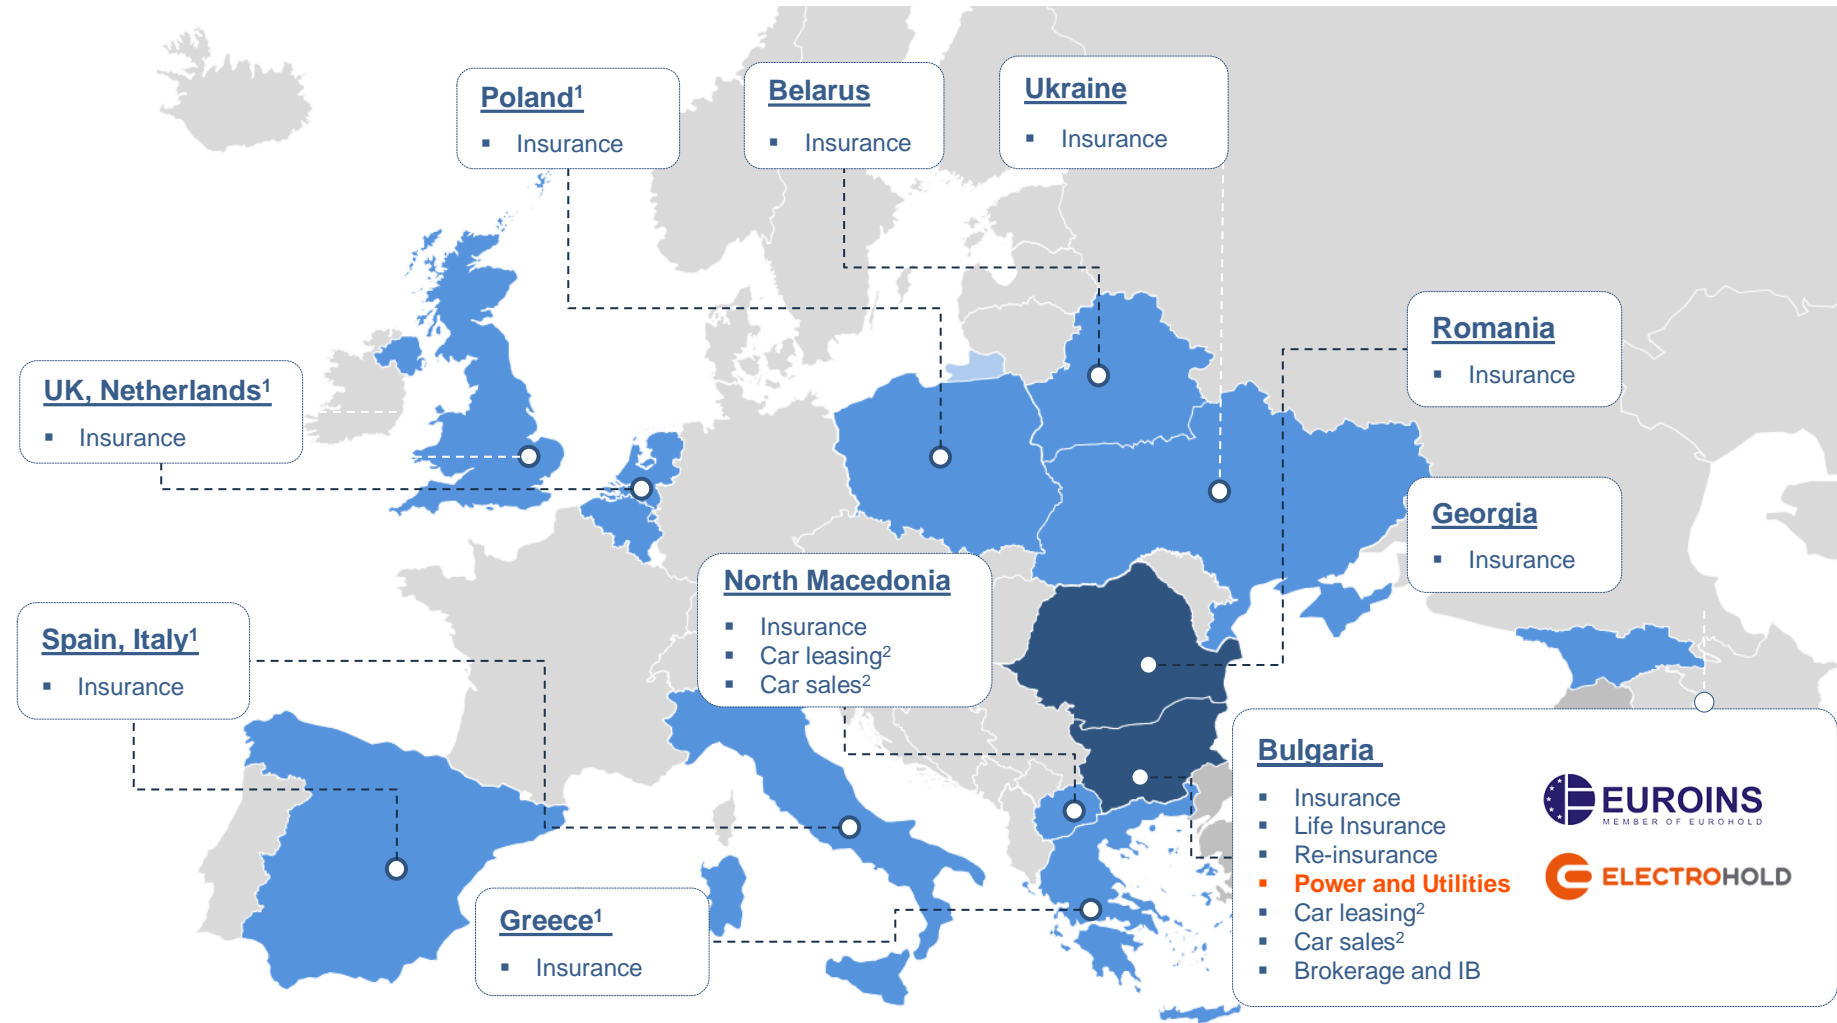 Poland¹
▪ Insurance
Belarus
▪ Insurance
Ukraine
▪ Insurance
Romania
▪ Insurance
UK, Netherlands¹
▪ Insurance
Georgia
▪ Insurance
North Macedonia
▪ Insurance
▪ Car leasing²
▪ Car sales²
Spain, Italy¹
▪ Insurance
Bulgaria
▪ Insurance
▪ Life Insurance
▪ Re-insurance
▪ Power and Utilities
▪ Car leasing²
▪ Car sales²
▪ Brokerage and IB
EUROINS
MEMBER OF EUROHOLD
ELECTROHOLD
Greece¹
▪ Insurance